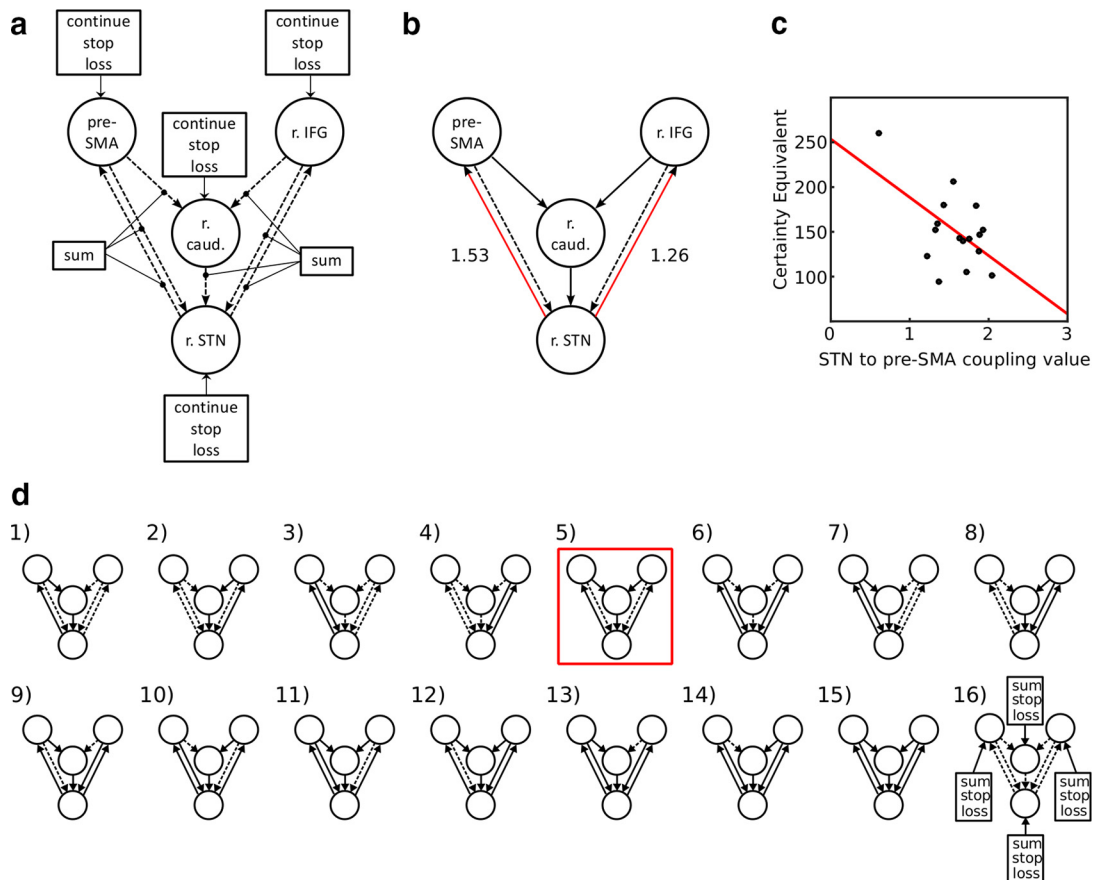 a
continue
stop
loss
continue
stop
loss
pre-
SMA
continue
stop
loss
r. IFG
r.
caud.
sum
sum
r. STN
continue
stop
loss
b
pre-
SMA
r. IFG
r.
caud.
1.53
1.26
r. STN
c
Certainty Equivalent
250
200
150
100
0
1
2
3
STN to pre-SMA coupling value
d
1)
2)
3)
4)
5)
6)
7)
8)
9)
10)
11)
12)
13)
14)
15)
16)
sum
stop
loss
sum
stop
loss
sum
stop
loss
sum
stop
loss